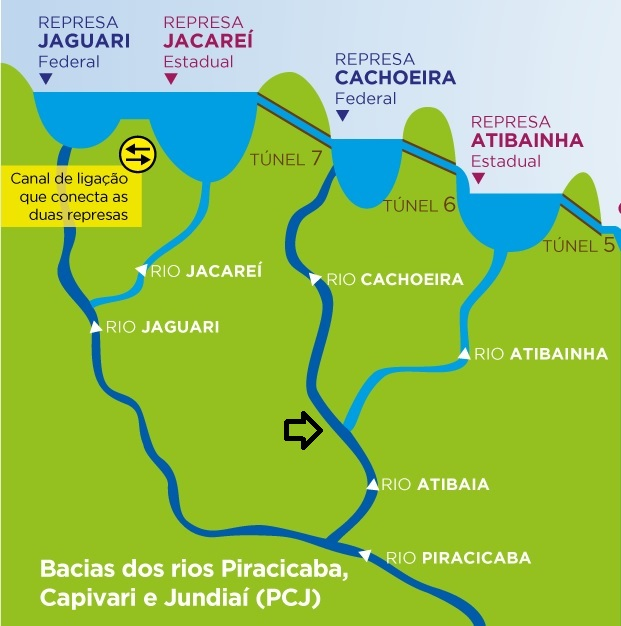 REPRESA
JAGUARI
Federal
REPRESA
JACAREÍ
Estadual
REPRESA
CACHOEIRA
Federal
REPRESA
ATIBAINHA
Estadual
TÚNEL 7
Canal de ligação
que conecta as
duas represas
TÚNEL 6
TÚNEL 5
RIO JACAREÍ
RIO CACHOEIRA
RIO JAGUARI
RIO ATIBAINHA
RIO ATIBAIA
RIO PIRACICABA
Bacias dos rios Piracicaba,
Capivari e Jundiaí (PCJ)